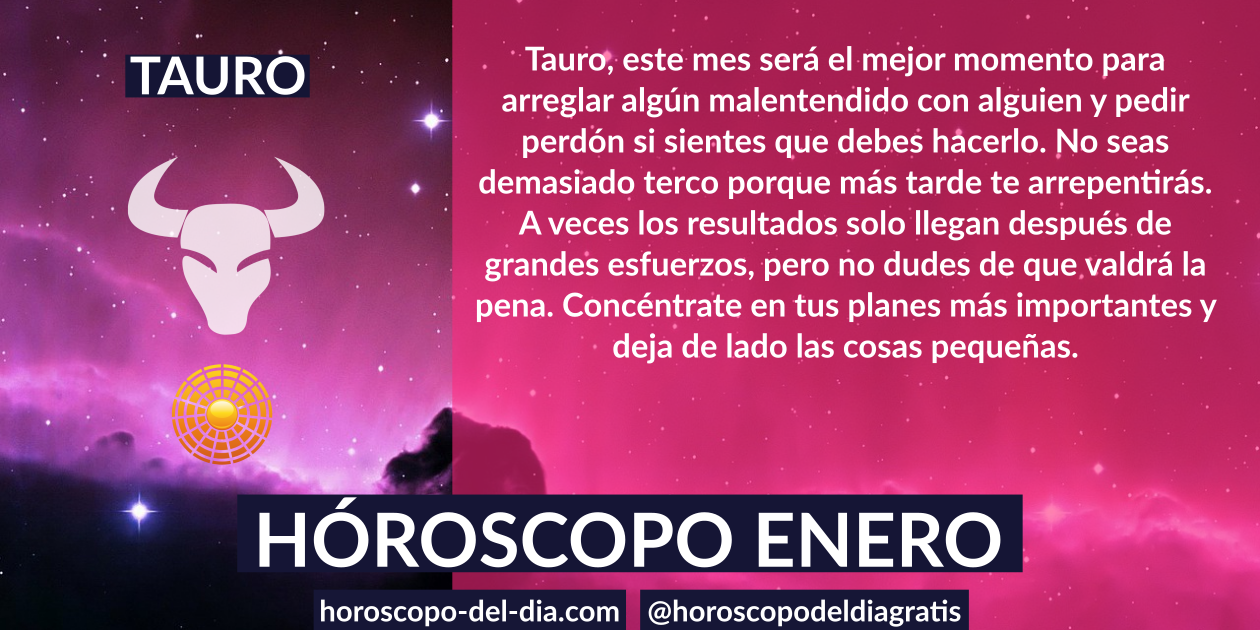 TAURO
Tauro, este mes será el mejor momento para
arreglar algún malentendido con alguien y pedir
perdón si sientes que debes hacerlo. No seas
demasiado terco porque más tarde te arrepentirás.
A veces los resultados solo llegan después de
grandes esfuerzos, pero no dudes de que valdrá la
pena. Concéntrate en tus planes más importantes y
deja de lado las cosas pequeñas.
HÓROSCOPO ENERO
horoscopo-del-dia.com
@horoscopodeldiagratis